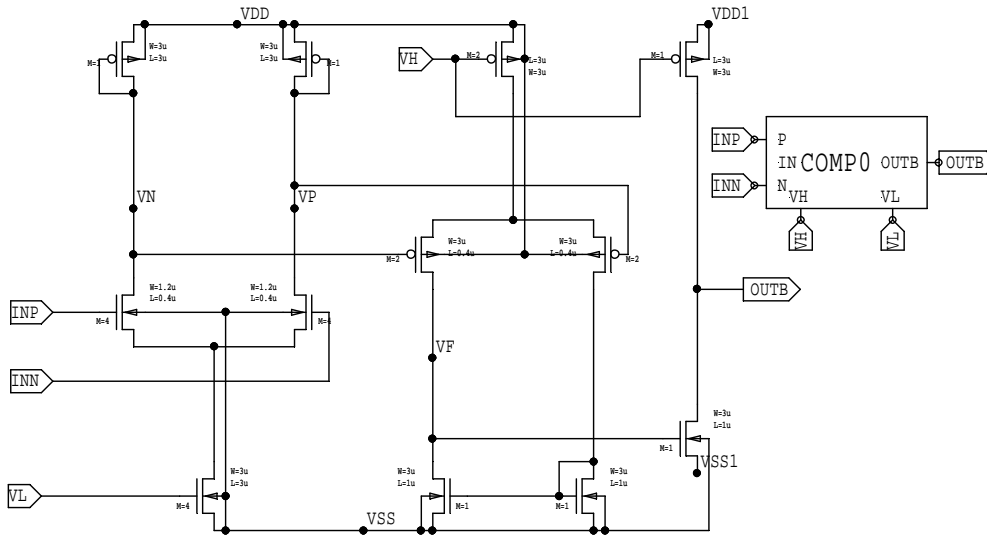 VDD
VDD1
W=3u
L=3u
M=1
W=3u
L=3u
M=1
VH
M=2
L=3u
W=3u
M=1
L=3u
W=3u
INP
P
IN
COMP0
OUTB
OUTB
INN
N
VH
VL
VH
VL
VN
VP
W=3u
L=0.4u
M=2
W=3u
L=0.4u
M=2
OUTB
W=1.2u
L=0.4u
M=4
W=1.2u
L=0.4u
M=4
INP
INN
VF
W=3u
L=1u
M=1
VSS1
VL
W=3u
L=3u
M=4
W=3u
L=1u
M=1
W=3u
L=1u
M=1
VSS